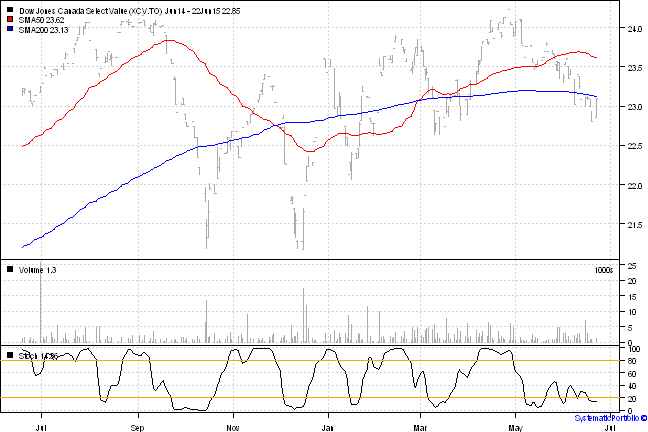 Dow Jones Canada Select Value (XCV.TO) Jun14 - 22Jun15 22.85
SMA50 23.62
SMA200 23.13
24.0
23.5
23.0
22.5
22.0
21.5
Volume 1.3
1000s
25
20
15
10
5
0
100
80
60
40
20
0
Jul Sep Nov Jan Mar May Jul
SystematicPortfolio ©